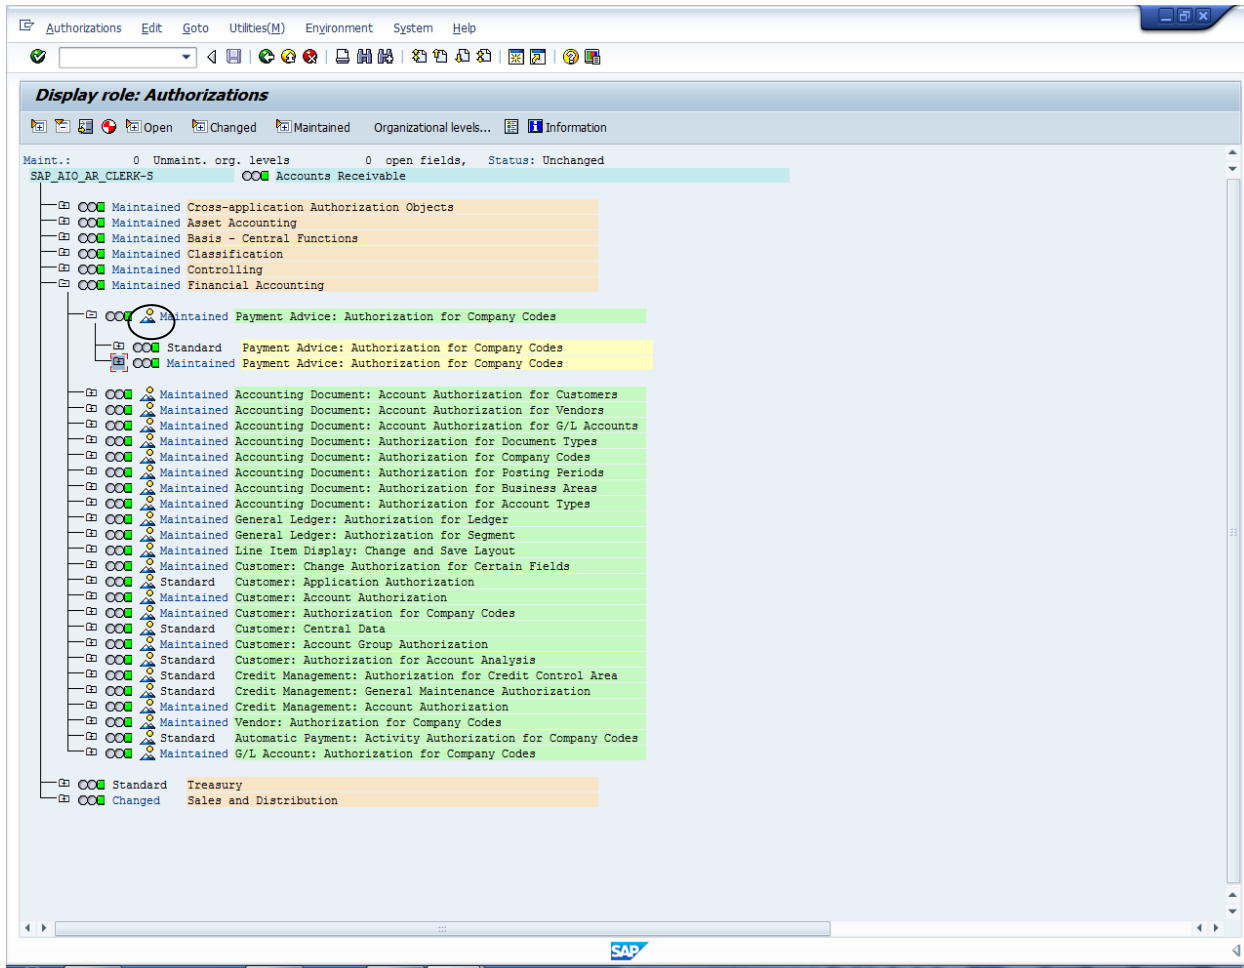 Authorizations Edit Goto Utilities(M) Environment System Help
Display role: Authorizations
Open Changed Maintained Organizational levels... Information
Maint.: 0 Unmaint. org. levels 0 open fields, Status: Unchanged
SAP_AIO_AR_CLERK-S Accounts Receivable
Maintained Cross-application Authorization Objects
Maintained Asset Accounting
Maintained Basis - Central Functions
Maintained Classification
Maintained Controlling
Maintained Financial Accounting
Maintained Payment Advice: Authorization for Company Codes
Standard Payment Advice: Authorization for Company Codes
Maintained Payment Advice: Authorization for Company Codes
Maintained Accounting Document: Account Authorization for Customers
Maintained Accounting Document: Account Authorization for Vendors
Maintained Accounting Document: Account Authorization for G/L Accounts
Maintained Accounting Document: Authorization for Document Types
Maintained Accounting Document: Authorization for Company Codes
Maintained Accounting Document: Authorization for Posting Periods
Maintained Accounting Document: Authorization for Business Areas
Maintained Accounting Document: Authorization for Account Types
Maintained General Ledger: Authorization for Ledger
Maintained General Ledger: Authorization for Segment
Maintained Line Item Display: Change and Save Layout
Maintained Customer: Change Authorization for Certain Fields
Standard Customer: Application Authorization
Maintained Customer: Account Authorization
Maintained Customer: Authorization for Company Codes
Standard Customer: Central Data
Maintained Customer: Account Group Authorization
Standard Customer: Authorization for Account Analysis
Standard Credit Management: Authorization for Credit Control Area
Standard Credit Management: General Maintenance Authorization
Maintained Credit Management: Account Authorization
Maintained Vendor: Authorization for Company Codes
Standard Automatic Payment: Activity Authorization for Company Codes
Maintained G/L Account: Authorization for Company Codes
Standard Treasury
Changed Sales and Distribution
SAP